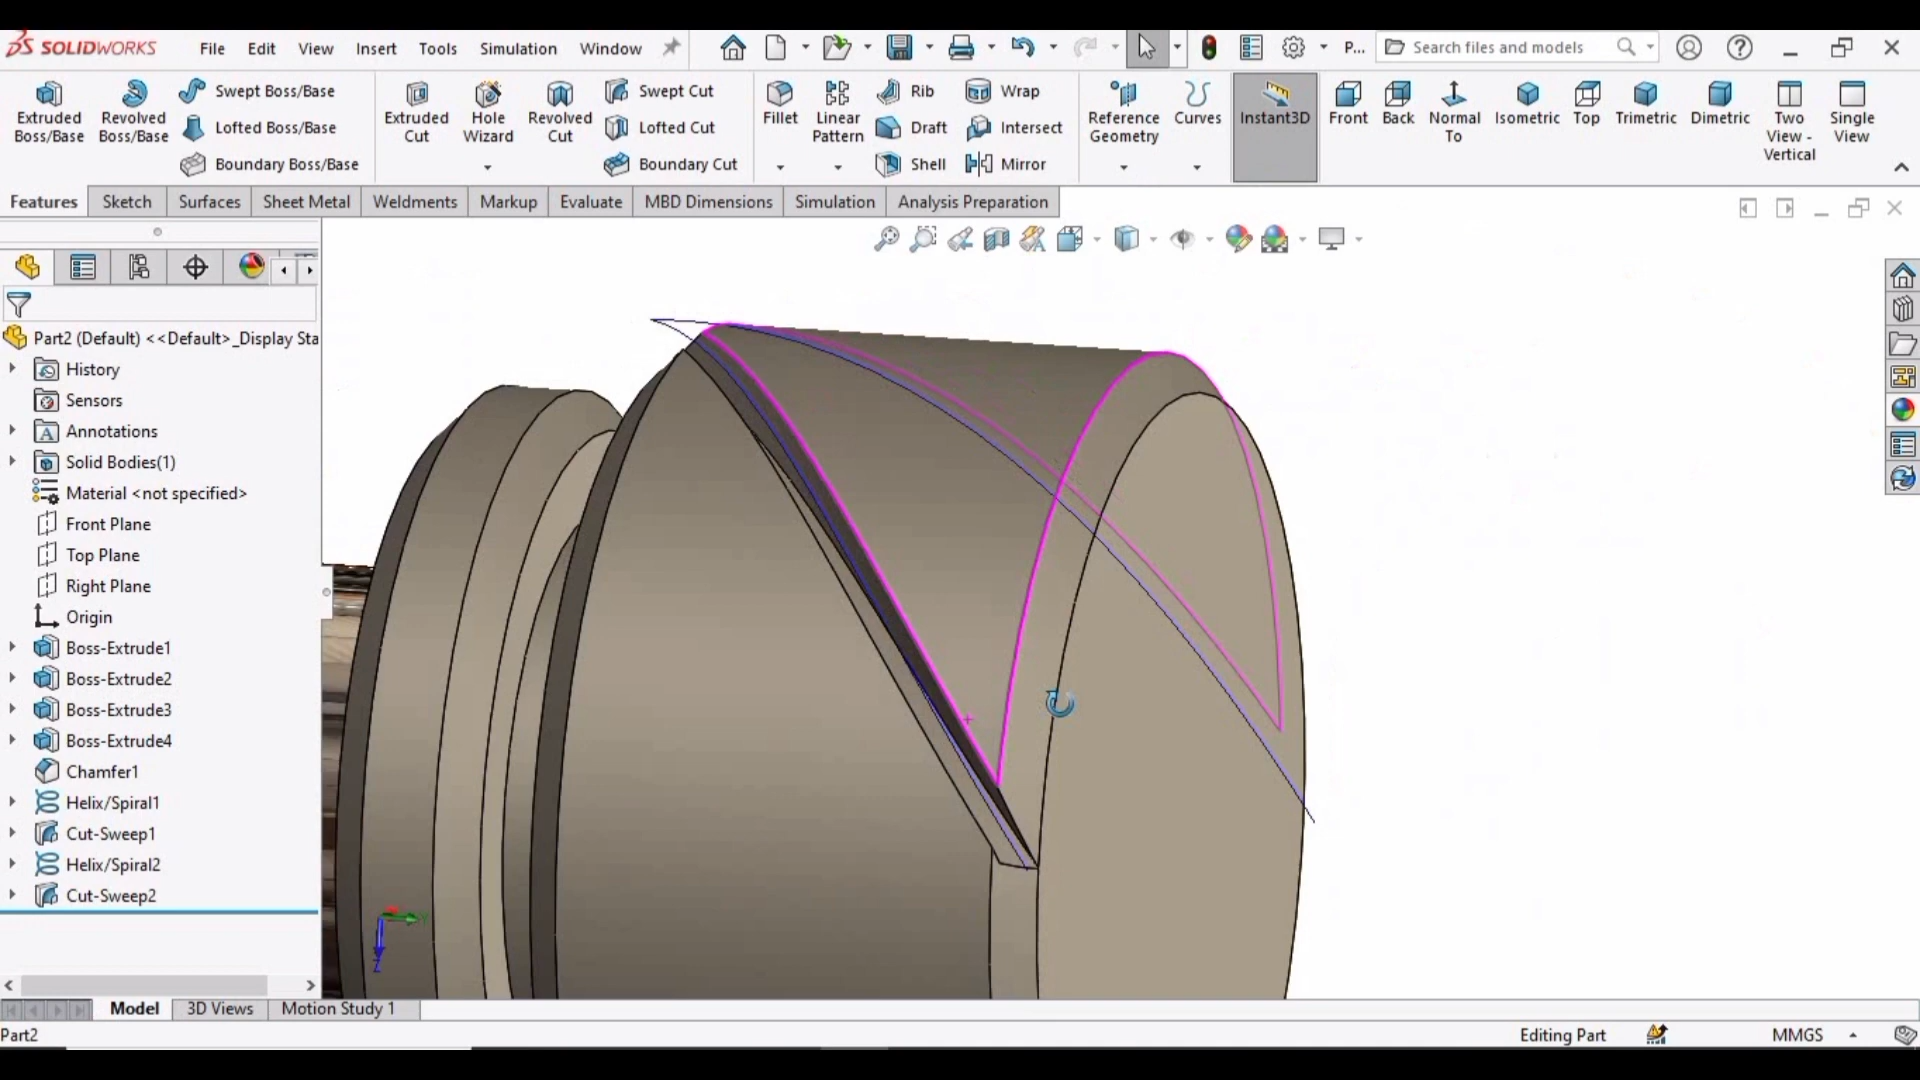 SOLIDWORKS File Edit View Insert Tools Simulation Window P... Search files and models
Extruded Boss/Base
Revolved Boss/Base
Swept Boss/Base
Lofted Boss/Base
Boundary Boss/Base
Extruded Cut
Hole Wizard
Revolved Cut
Swept Cut
Lofted Cut
Boundary Cut
Fillet
Linear Pattern
Rib
Draft
Shell
Wrap
Intersect
Mirror
Reference Geometry
Curves
Instant3D
Front
Back
Normal To
Isometric
Top
Trimetric
Dimetric
Two View - Vertical
Single View
Features Sketch Surfaces Sheet Metal Weldments Markup Evaluate MBD Dimensions Simulation Analysis Preparation
Part2 (Default) <<Default>_Display Sta
History
Sensors
Annotations
Solid Bodies(1)
Material <not specified>
Front Plane
Top Plane
Right Plane
Origin
Boss-Extrude1
Boss-Extrude2
Boss-Extrude3
Boss-Extrude4
Chamfer1
Helix/Spiral1
Cut-Sweep1
Helix/Spiral2
Cut-Sweep2
Y
Z
Model 3D Views Motion Study 1
Part2 Editing Part MMGS